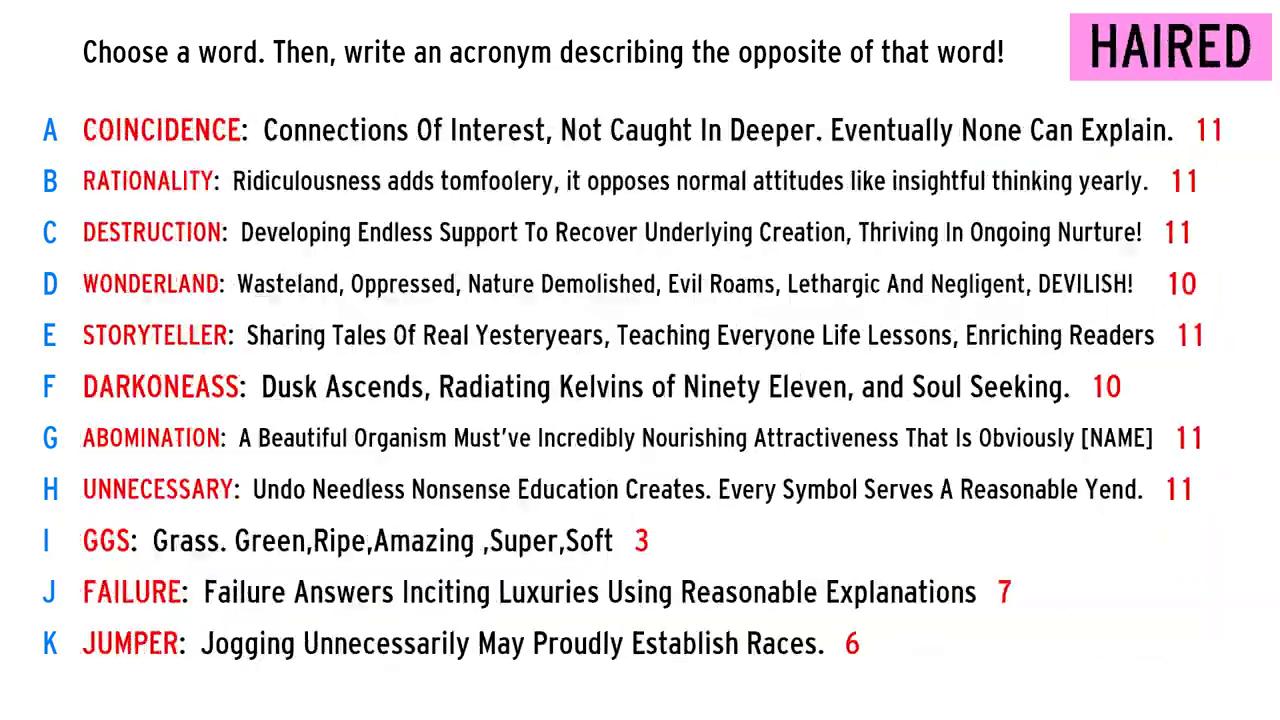 Choose a word. Then, write an acronym describing the opposite of that word!
HAIRED
A COINCIDENCE: Connections Of Interest, Not Caught In Deeper. Eventually None Can Explain. 11
B RATIONALITY: Ridiculousness adds tomfoolery, it opposes normal attitudes like insightful thinking yearly. 11
C DESTRUCTION: Developing Endless Support To Recover Underlying Creation, Thriving In Ongoing Nurture! 11
D WONDERLAND: Wasteland, Oppressed, Nature Demolished, Evil Roams, Lethargic And Negligent, DEVILISH! 10
E STORYTELLER: Sharing Tales Of Real Yesteryears, Teaching Everyone Life Lessons, Enriching Readers 11
F DARKONEASS: Dusk Ascends, Radiating Kelvins of Ninety Eleven, and Soul Seeking. 10
G ABOMINATION: A Beautiful Organism Must've Incredibly Nourishing Attractiveness That Is Obviously [NAME] 11
H UNNECESSARY: Undo Needless Nonsense Education Creates. Every Symbol Serves A Reasonable Yend. 11
I GGS: Grass. Green,Ripe,Amazing ,Super,Soft 3
J FAILURE: Failure Answers Inciting Luxuries Using Reasonable Explanations 7
K JUMPER: Jogging Unnecessarily May Proudly Establish Races. 6